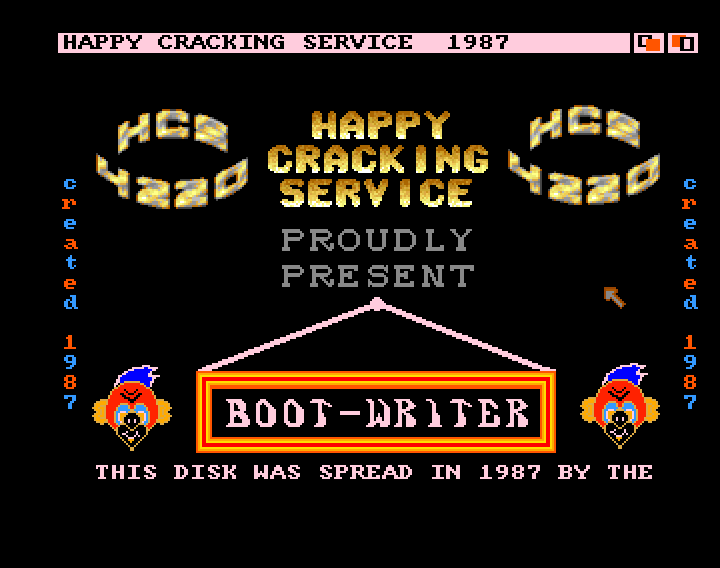 HAPPY CRACKING SERVICE 1987
HCS
4220
HAPPY
CRACKING
SERVICE
HCS
4220
PROUDLY
PRESENT
created 1987
created 1987
BOOT-WRITER
THIS DISK WAS SPREAD IN 1987 BY THE